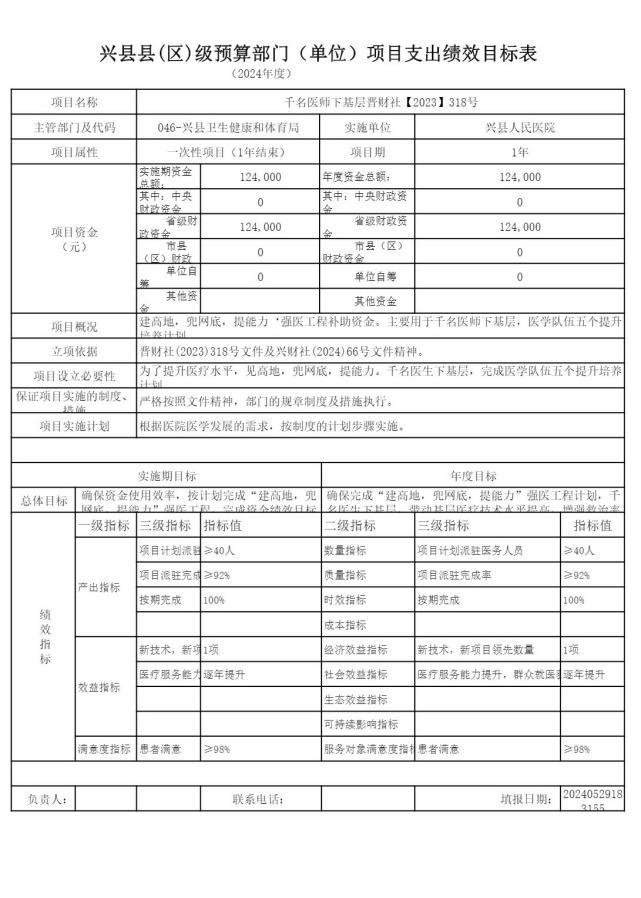 兴县县(区)级预算部门（单位）项目支出绩效目标表
（2024年度）
项目名称 千名医师下基层晋财社【2023】318号
主管部门及代码 046-兴县卫生健康和体育局 实施单位 兴县人民医院
项目属性 一次性项目（1年结束） 项目期 1年
项目资金（元）
实施期资金总额： 124,000 年度资金总额： 124,000
其中：中央财政资金 0 其中：中央财政资金 0
省级财政资金 124,000 省级财政资金 124,000
市县（区）财政 0 市县（区）财政资金 0
单位自筹 0 单位自筹 0
其他资金 其他资金
项目概况 建高地，兜网底，提能力‘强医工程补助资金。主要用于千名医师下基层，医学队伍五个提升培养计划
立项依据 晋财社(2023)318号文件及兴财社(2024)66号文件精神。
项目设立必要性 为了提升医疗水平，见高地，兜网底，提能力。千名医生下基层，完成医学队伍五个提升培养计划
保证项目实施的制度、措施 严格按照文件精神，部门的规章制度及措施执行。
项目实施计划 根据医院医学发展的需求，按制度的计划步骤实施。
实施期目标 年度目标
总体目标 确保资金使用效率，按计划完成“建高地，兜网底，提能力”强医工程，完成资金绩效目标 确保完成“建高地，兜网底，提能力”强医工程计划，千名医生下基层，带动基层医疗技术水平提高，增强救治率
绩效指标
一级指标 三级指标 指标值 二级指标 三级指标 指标值
产出指标
项目计划派驻 ≥40人 数量指标 项目计划派驻医务人员 ≥40人
项目派驻完成 ≥92% 质量指标 项目派驻完成率 ≥92%
按期完成 100% 时效指标 按期完成 100%
成本指标
效益指标
新技术，新项 1项 经济效益指标 新技术，新项目领先数量 1项
医疗服务能力 逐年提升 社会效益指标 医疗服务能力提升，群众就医 逐年提升
生态效益指标
可持续影响指标
满意度指标 患者满意 ≥98% 服务对象满意度指标 患者满意 ≥98%
负责人： 联系电话： 填报日期： 20240529183155